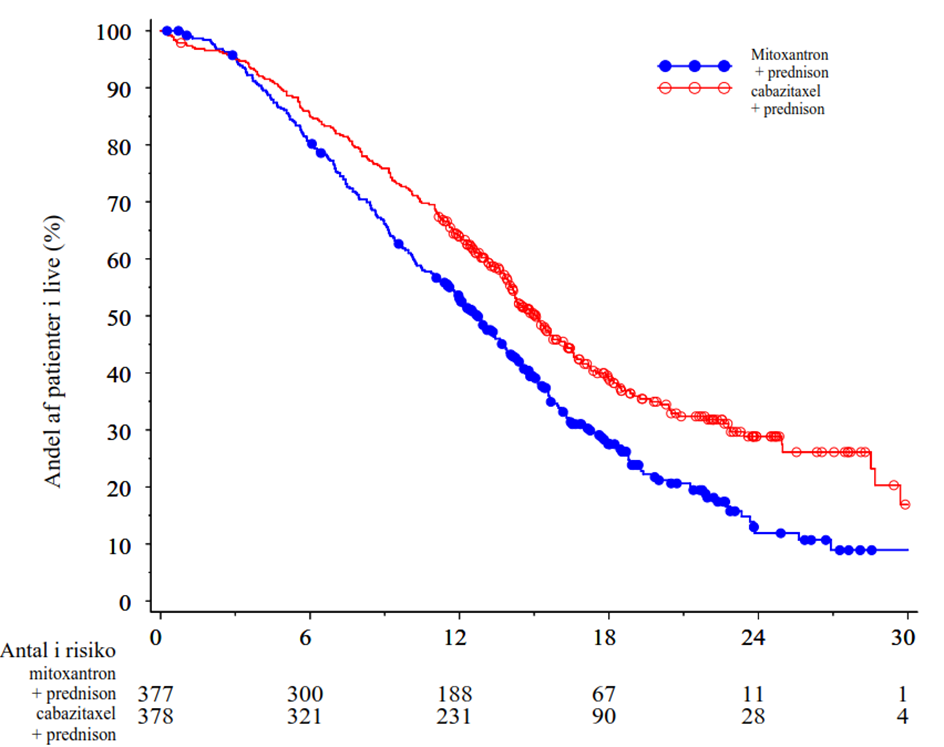 100
90
80
70
60
50
40
30
20
10
0
Andel af patienter i live (%)
Mitoxantron
+ prednison
cabazitaxel
+ prednison
0 6 12 18 24 30
Antal i risiko
mitoxantron
+ prednison 377 300 188 67 11 1
cabazitaxel 378 321 231 90 28 4
+ prednison